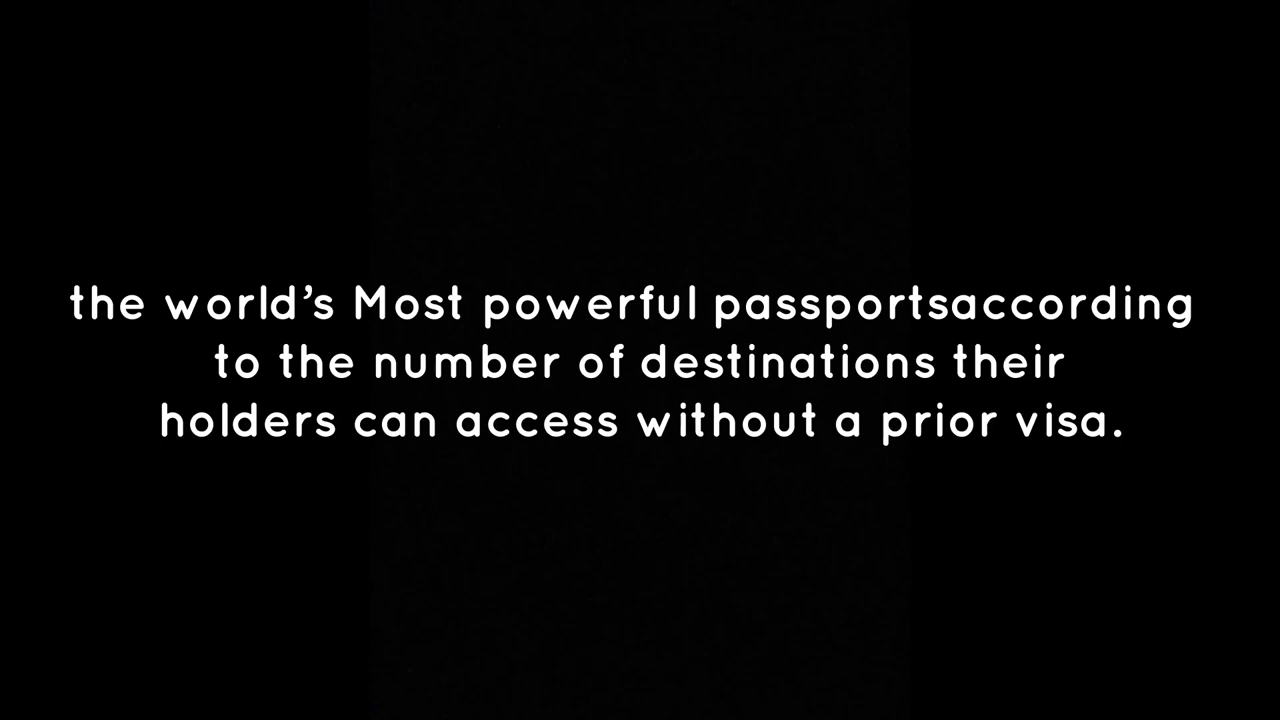 the world’s Most powerful passportsaccording
to the number of destinations their
holders can access without a prior visa.